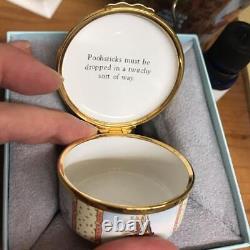 Poohsticks must be
dropped in a twitchy
sort of way.